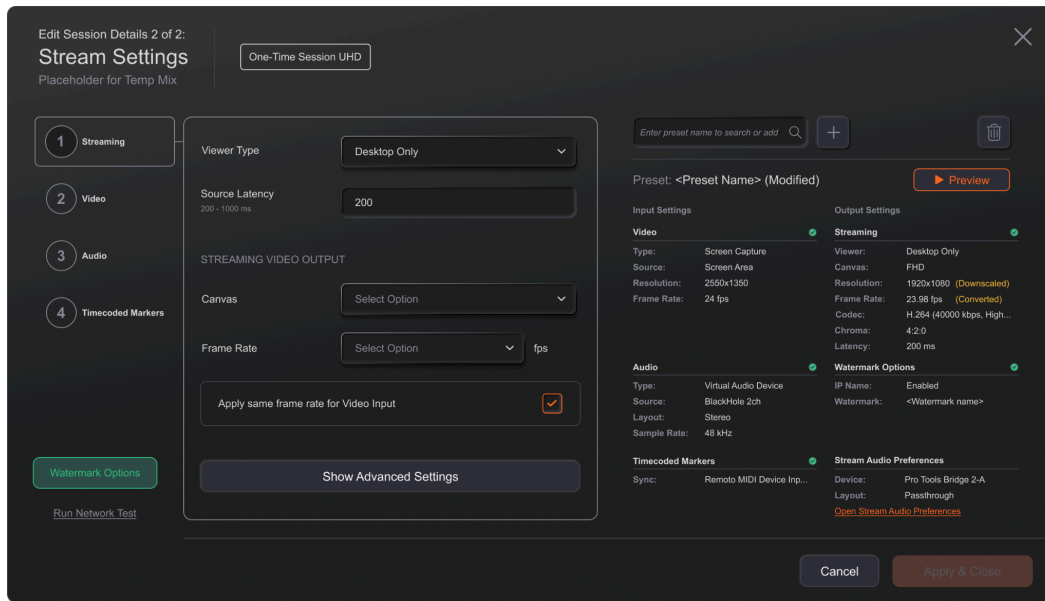 Edit Session Details 2 of 2:
Stream Settings
Placeholder for Temp Mix
One-Time Session UHD
1 Streaming
2 Video
3 Audio
4 Timecoded Markers
Watermark Options
Run Network Test
Viewer Type Desktop Only
Source Latency
200 - 1000 ms
200
STREAMING VIDEO OUTPUT
Canvas Select Option
Frame Rate Select Option fps
Apply same frame rate for Video Input
Show Advanced Settings
Enter preset name to search or add
Preset: <Preset Name> (Modified)
Preview
Input Settings
Video
Type: Screen Capture
Source: Screen Area
Resolution: 2550x1350
Frame Rate: 24 fps
Audio
Type: Virtual Audio Device
Source: BlackHole 2ch
Layout: Stereo
Sample Rate: 48 kHz
Timecoded Markers
Sync: Remoto MIDI Device Inp...
Output Settings
Streaming
Viewer: Desktop Only
Canvas: FHD
Resolution: 1920x1080 (Downscaled)
Frame Rate: 23.98 fps (Converted)
Codec: H.264 (40000 kbps, High...
Chroma: 4:2:0
Latency: 200 ms
Watermark Options
IP Name: Enabled
Watermark: <Watermark name>
Stream Audio Preferences
Device: Pro Tools Bridge 2-A
Layout: Passthrough
Open Stream Audio Preferences
Cancel
Apply & Close